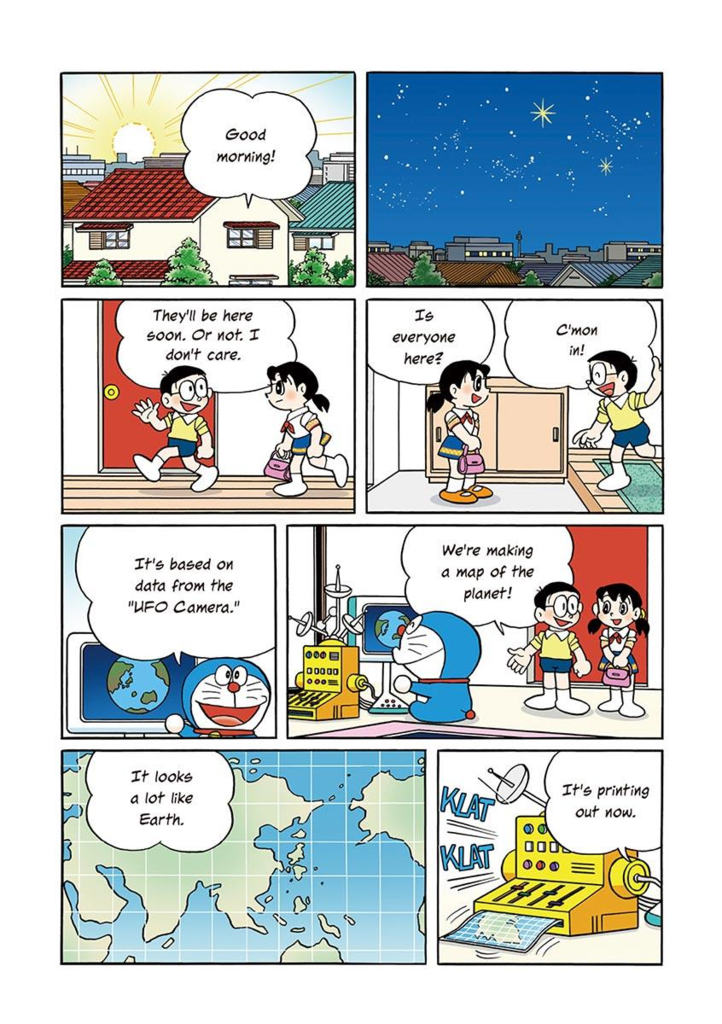 Good
morning!
C'mon
in!
Is
everyone
here?
They'll be here
soon. Or not. I
don't care.
We're making
a map of the
planet!
It's based on
data from the
"UFO Camera."
It's printing
out now.
KLAT
KLAT
It looks
a lot like
Earth.